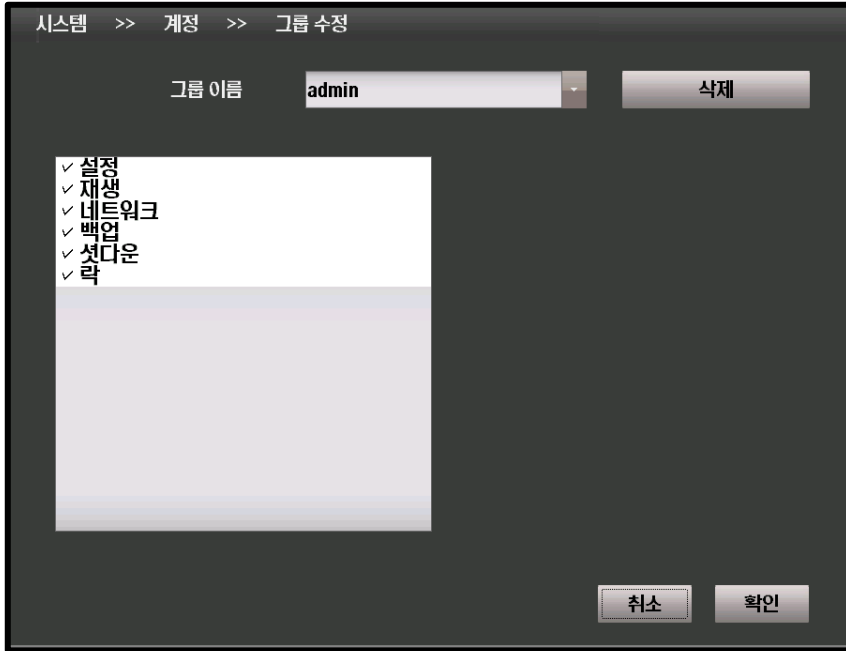 시스템 >> 계정 >> 그룹 수정
그룹 이름 admin 삭제
설정
재생
네트워크
백업
셧다운
락
취소 확인